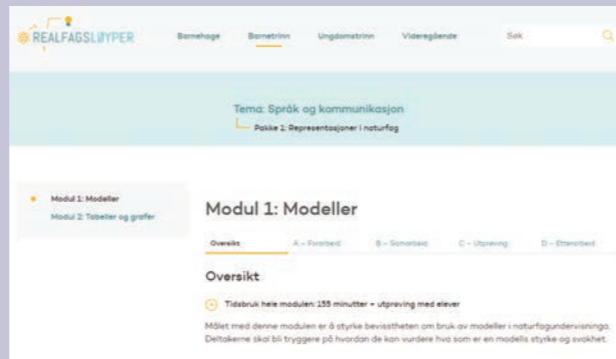 REALFAGSLØYPER
Barnehage Barnetrinn Ungdomstrinn Videregående Søk
Tema: Språk og kommunikasjon
Pakke 1: Representasjoner i naturfag
Modul 1: Modeller
Modul 2: Tabeller og grafer
Modul 1: Modeller
Oversikt A – Forarbeid B – Samarbeid C – Utprøving D – Etterarbeid
Oversikt
Tidsbruk hele modulen: 155 minutter + utprøving med elever
Målet med denne modulen er å styrke bevisstheten om bruk av modeller i naturfagundervisninga.
Deltakerne skal bli tryggere på hvordan de kan vurdere hva som er en modells styrke og svakhet.